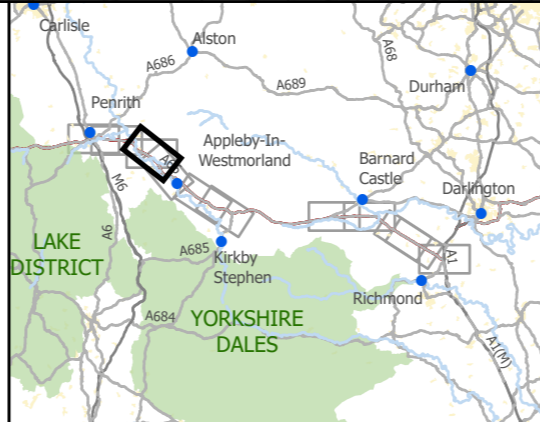 Carlisle
Alston
A68
A686
A689
Durham
Penrith
Appleby-In-
Westmorland
Barnard
Castle
Darlington
M6
A6
LAKE
DISTRICT
A685
Kirkby
Stephen
A1
Richmond
A684
YORKSHIRE
DALES
A1(M)